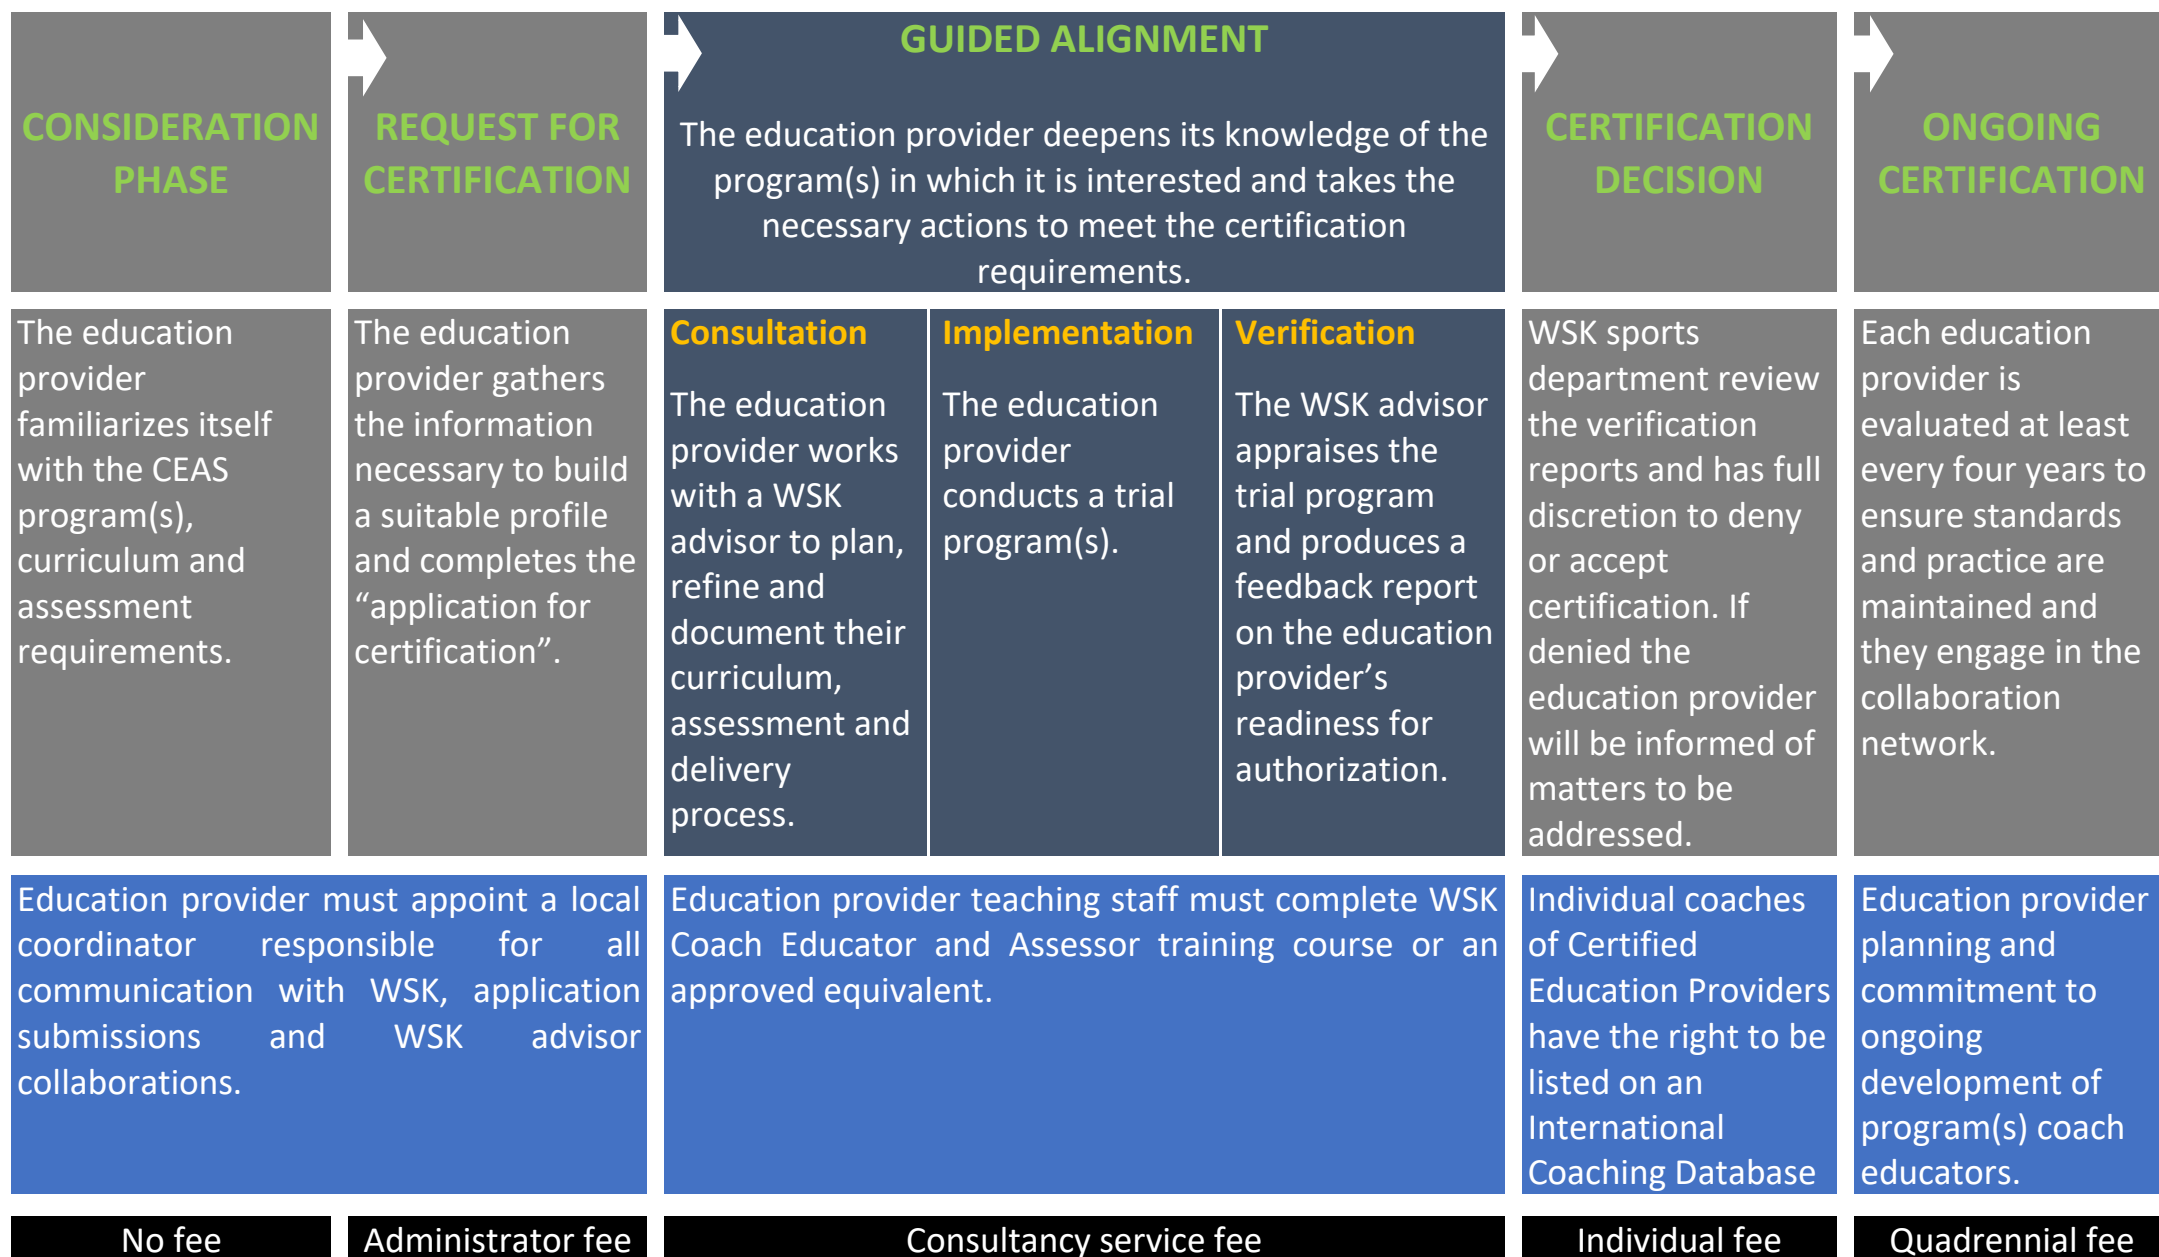 CONSIDERATION
PHASE
REQUEST FOR
CERTIFICATION
GUIDED ALIGNMENT
The education provider deepens its knowledge of the
program(s) in which it is interested and takes the
necessary actions to meet the certification
requirements.
CERTIFICATION
DECISION
ONGOING
CERTIFICATION
The education
provider
familiarizes itself
with the CEAS
program(s),
curriculum and
assessment
requirements.
The education
provider gathers
the information
necessary to build
a suitable profile
and completes the
“application for
certification”.
Consultation
The education
provider works
with a WSK
advisor to plan,
refine and
document their
curriculum,
assessment and
delivery
process.
Implementation
The education
provider
conducts a trial
program(s).
Verification
The WSK advisor
appraises the
trial program
and produces a
feedback report
on the education
provider’s
readiness for
authorization.
WSK sports
department review
the verification
reports and has full
discretion to deny
or accept
certification. If
denied the
education provider
will be informed of
matters to be
addressed.
Each education
provider is
evaluated at least
every four years to
ensure standards
and practice are
maintained and
they engage in the
collaboration
network.
Education provider must appoint a local
coordinator responsible for all
communication with WSK, application
submissions and WSK advisor
collaborations.
Education provider teaching staff must complete WSK
Coach Educator and Assessor training course or an
approved equivalent.
Individual coaches
of Certified
Education Providers
have the right to be
listed on an
International
Coaching Database
Education provider
planning and
commitment to
ongoing
development of
program(s) coach
educators.
No fee
Administrator fee
Consultancy service fee
Individual fee
Quadrennial fee